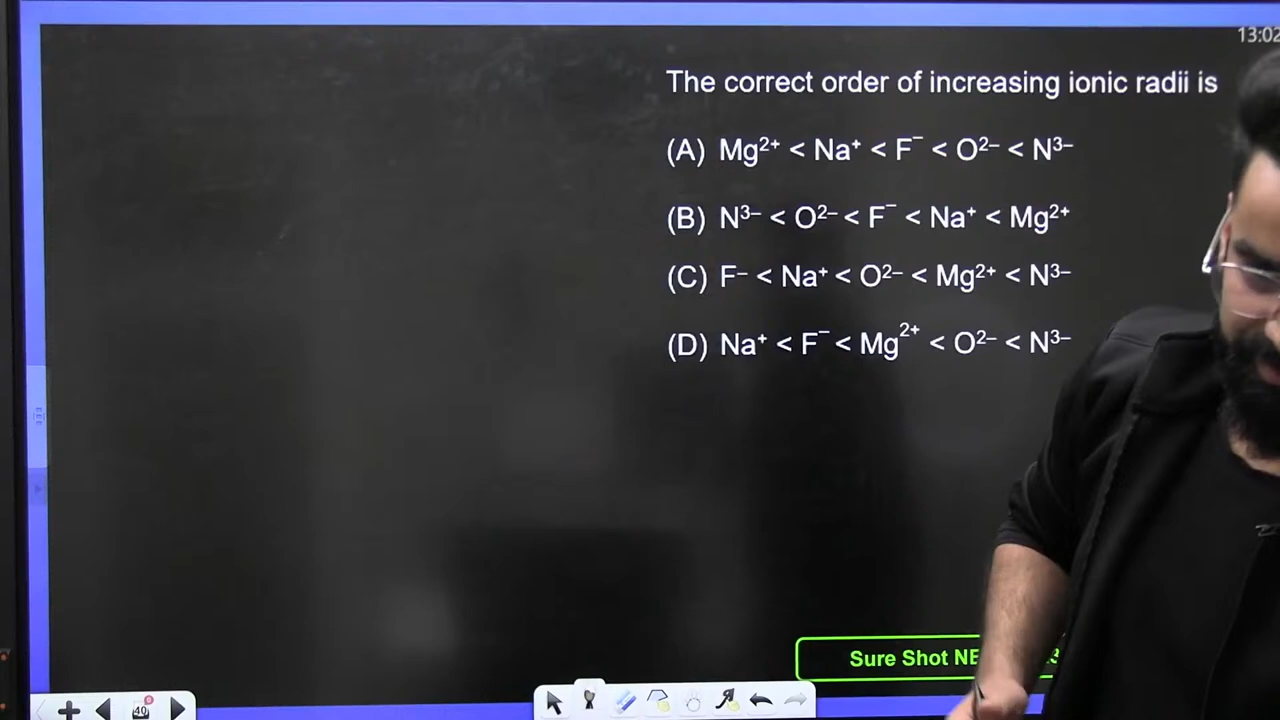 13:02
The correct order of increasing ionic radii is
(A) Mg²⁺ < Na⁺ < F⁻ < O²⁻ < N³⁻
(B) N³⁻ < O²⁻ < F⁻ < Na⁺ < Mg²⁺
(C) F⁻ < Na⁺ < O²⁻ < Mg²⁺ < N³⁻
(D) Na⁺ < F⁻ < Mg²⁺ < O²⁻ < N³⁻
Sure Shot
40